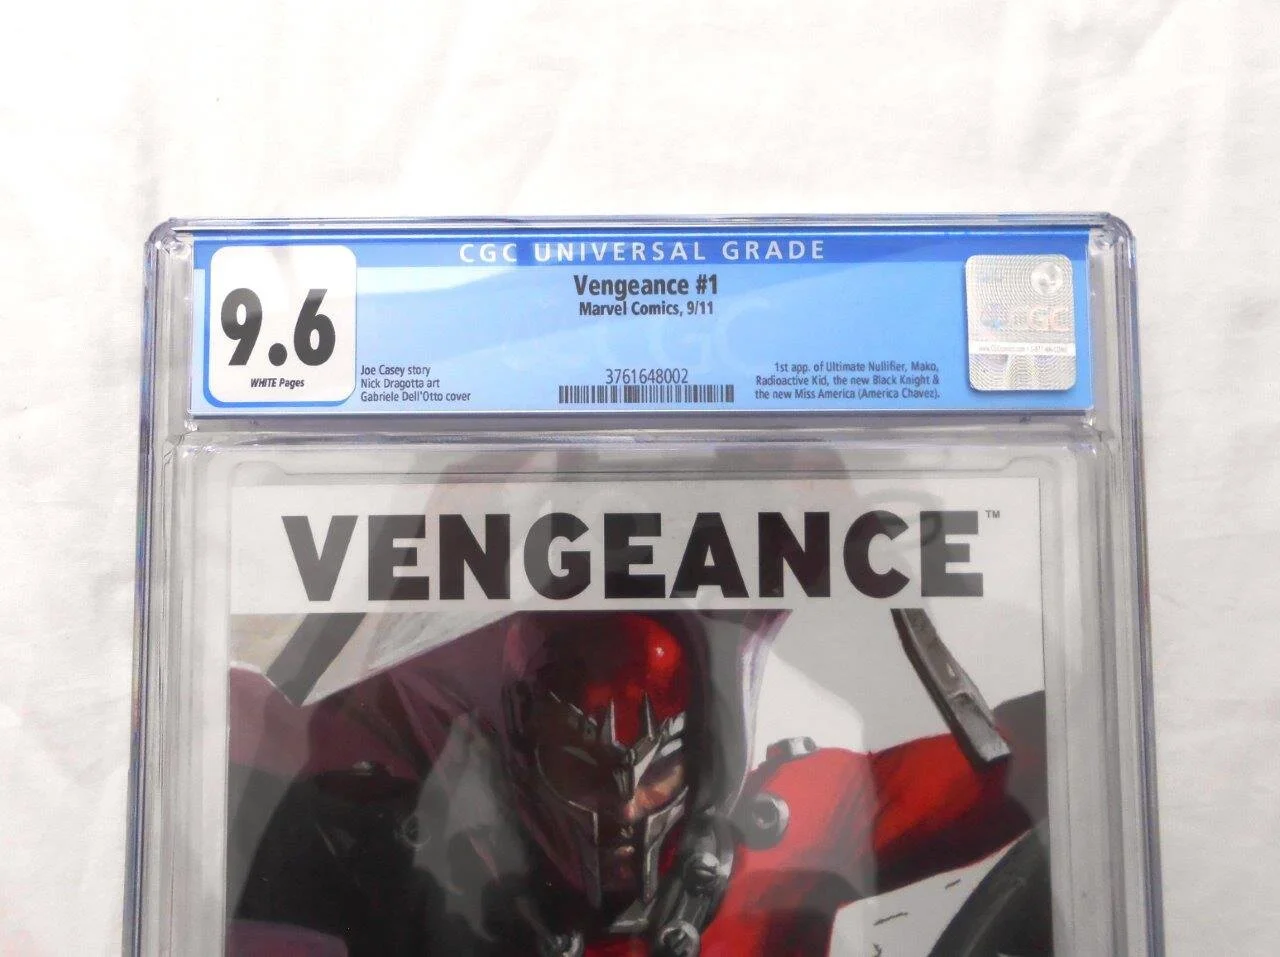 CGC UNIVERSAL GRADE
9.6
WHITE Pages
Vengeance #1
Marvel Comics, 9/11
Joe Casey story
Nick Dragotta art
Gabriele Dell'Otto cover
3761648002
1st app. of Ultimate Nullifier, Mako,
Radioactive Kid, the new Black Knight &
the new Miss America (America Chavez).
CGC
VENGEANCE™